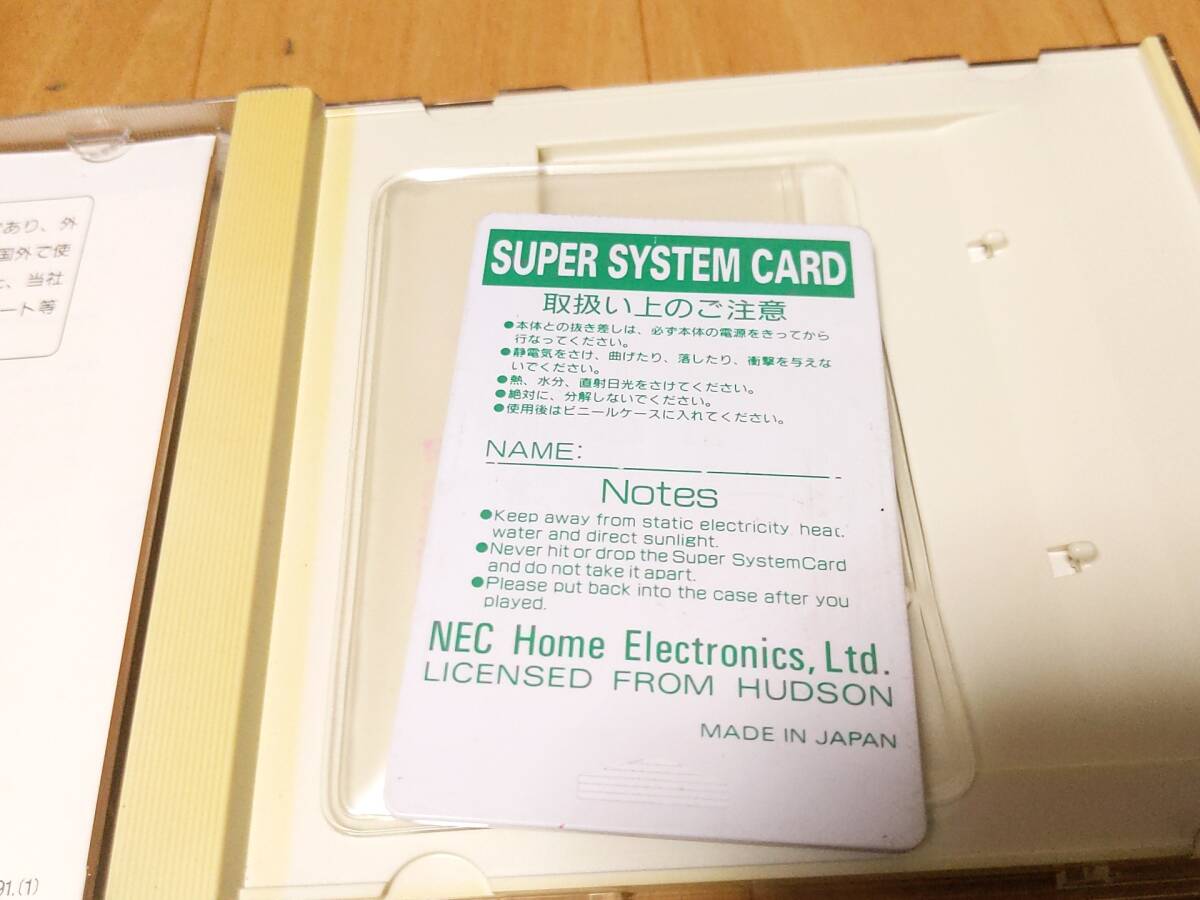 であり、外
国外で使
に、当社
ート等
91.(1)
SUPER SYSTEM CARD
取扱い上のご注意
●本体との抜き差しは、必ず本体の電源をきってから
行なってください。
●静電気をさけ、曲げたり、落したり、衝撃を与えな
いでください。
●熱、水分、直射日光をさけてください。
●絶対に、分解しないでください。
●使用後はビニールケースに入れてください。
NAME:
Notes
●Keep away from static electricity heat,
water and direct sunlight.
●Never hit or drop the Super SystemCard
and do not take it apart.
●Please put back into the case after you
played.
NEC Home Electronics, Ltd.
LICENSED FROM HUDSON
MADE IN JAPAN